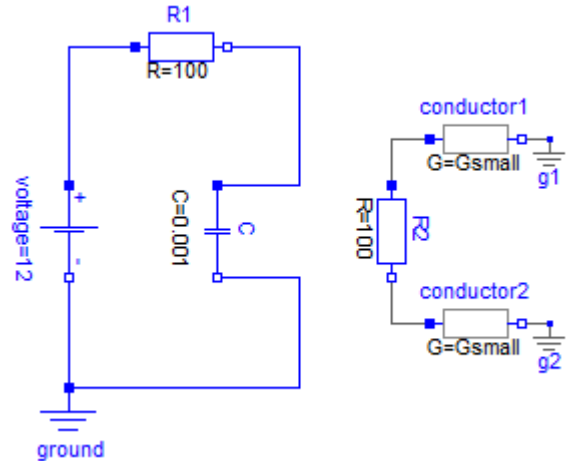 R1
R=100
voltage=12
+
-
C=0.001
C
ground
conductor1
G=Gsmall
g1
R=100
R2
conductor2
G=Gsmall
g2